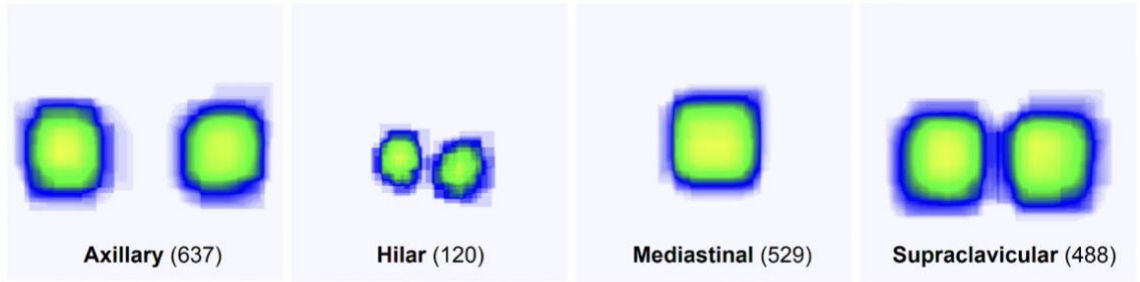 Axillary (637)
Hilar (120)
Mediastinal (529)
Supraclavicular (488)